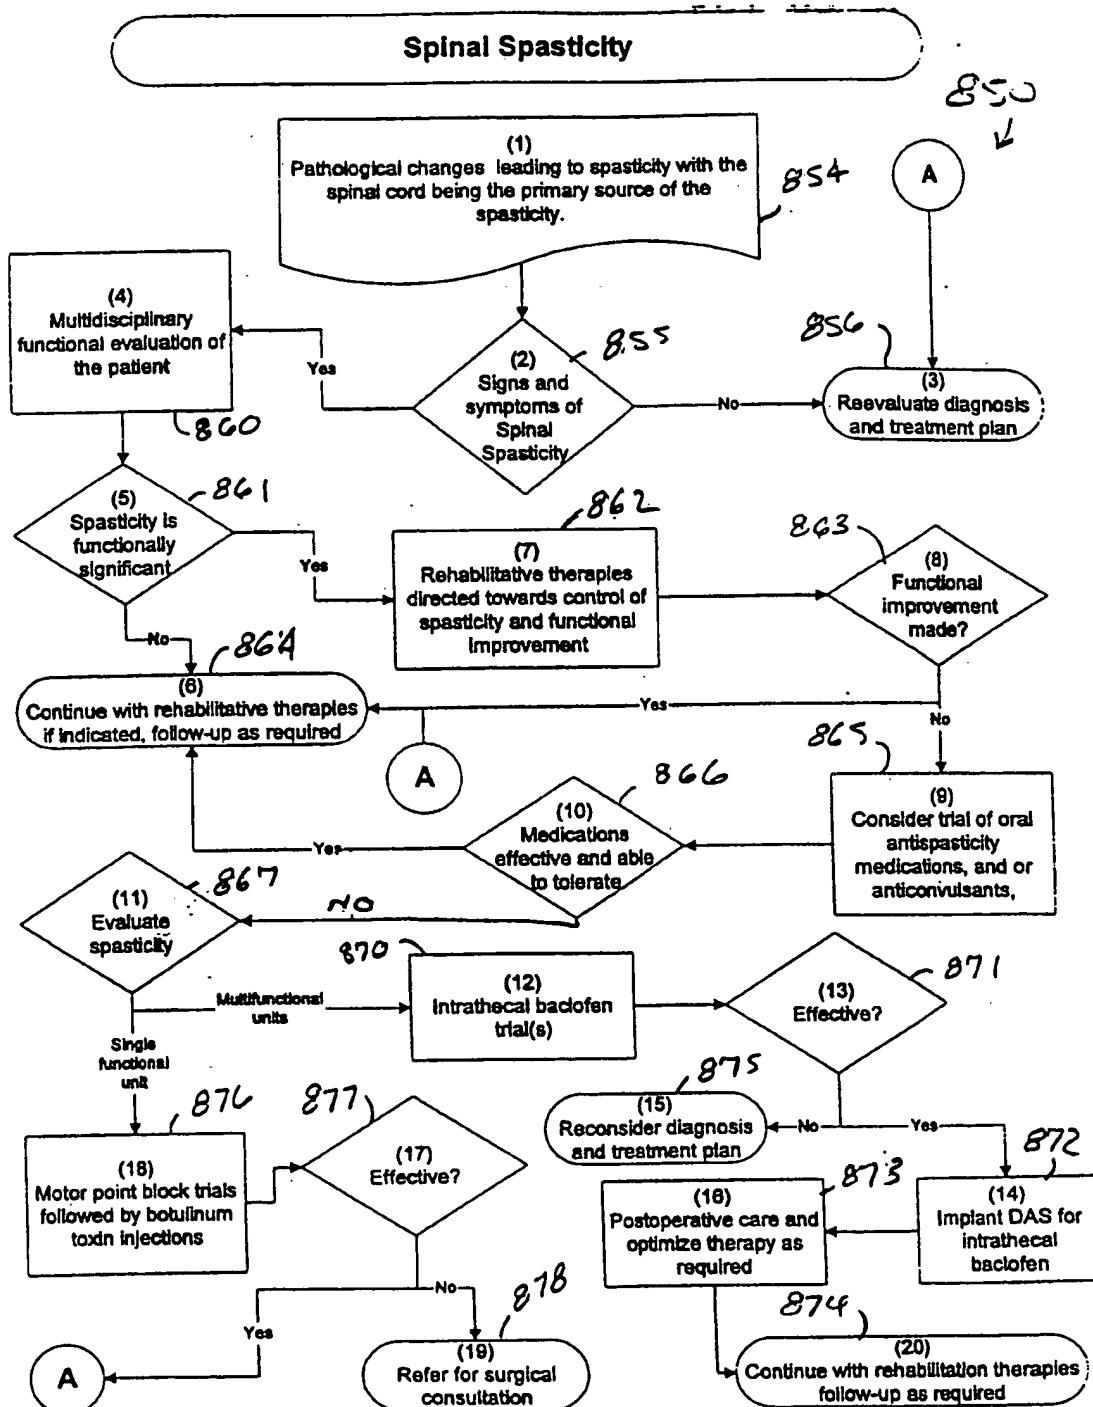 Spinal Spasticity
850
(1)
Pathological changes leading to spasticity with the
spinal cord being the primary source of the
spasticity.
854
A
(4)
Multidisciplinary
functional evaluation of
the patient
860
Yes
(2)
Signs and
symptoms of
Spinal
Spasticity
855
No
856
(3)
Reevaluate diagnosis
and treatment plan
(5)
Spasticity is
functionally
significant
861
Yes
No
862
(7)
Rehabilitative therapies
directed towards control of
spasticity and functional
improvement
863
(8)
Functional
improvement
made?
864
(6)
Continue with rehabilitative therapies
if indicated, follow-up as required
Yes
No
A
865
(9)
Consider trial of oral
antispasticity
medications, and or
anticonvulsants,
866
(10)
Medications
effective and able
to tolerate
Yes
NO
867
(11)
Evaluate
spasticity
Multifunctional
units
Single
functional
unit
870
(12)
Intrathecal baclofen
trial(s)
871
(13)
Effective?
No
Yes
875
(15)
Reconsider diagnosis
and treatment plan
872
(14)
Implant DAS for
intrathecal
baclofen
873
(16)
Postoperative care and
optimize therapy as
required
874
(20)
Continue with rehabilitation therapies
follow-up as required
876
(18)
Motor point block trials
followed by botulinum
toxin injections
877
(17)
Effective?
No
Yes
878
(19)
Refer for surgical
consultation
A